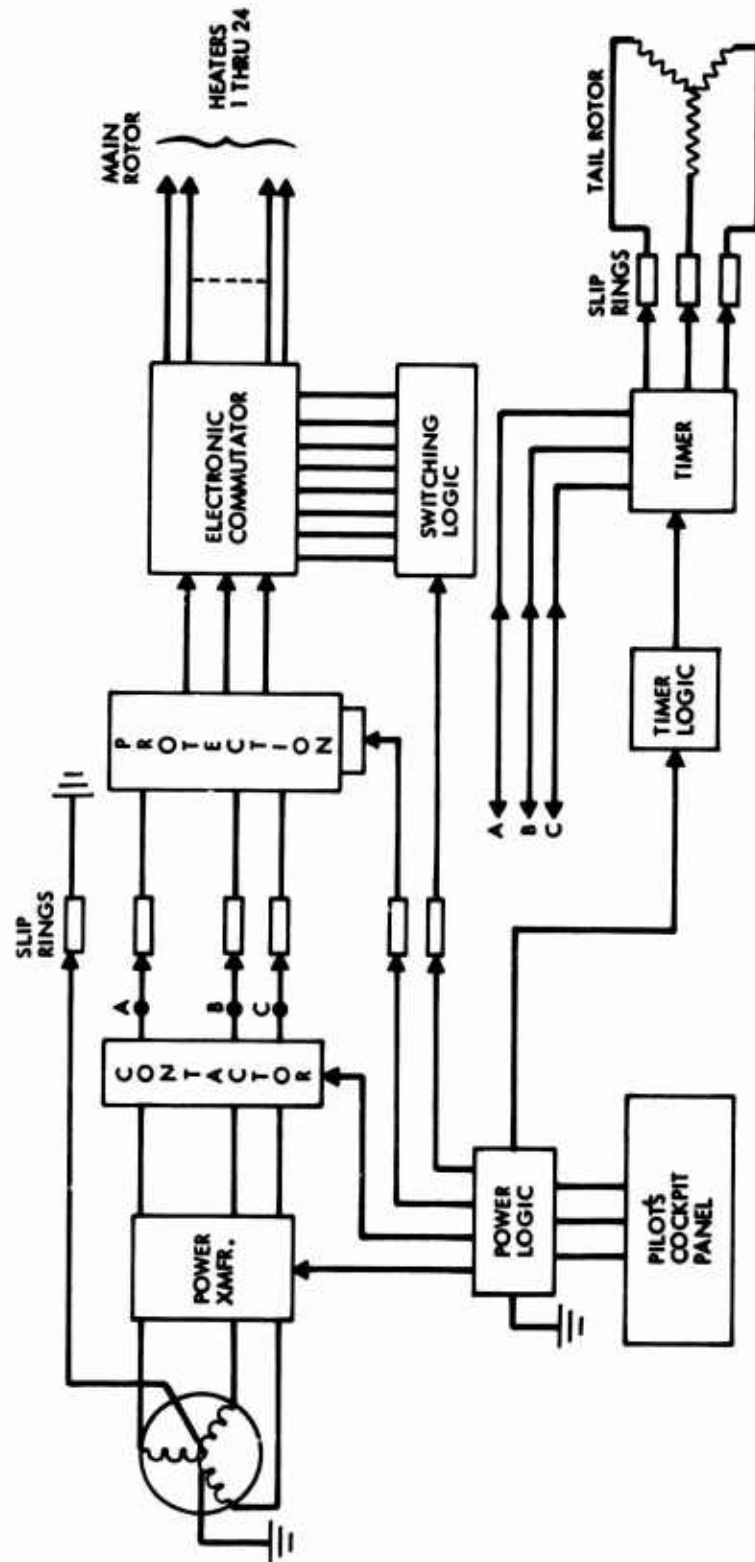 MAIN
ROTOR
HEATERS
1 THRU 24
ELECTRONIC
COMMUTATOR
SWITCHING
LOGIC
PROTECTION
SLIP
RINGS
A
B
C
CONTACTOR
POWER
XMFR.
POWER
LOGIC
PILOT'S
COCKPIT
PANEL
A
B
C
TIMER
LOGIC
TIMER
SLIP
RINGS
TAIL ROTOR